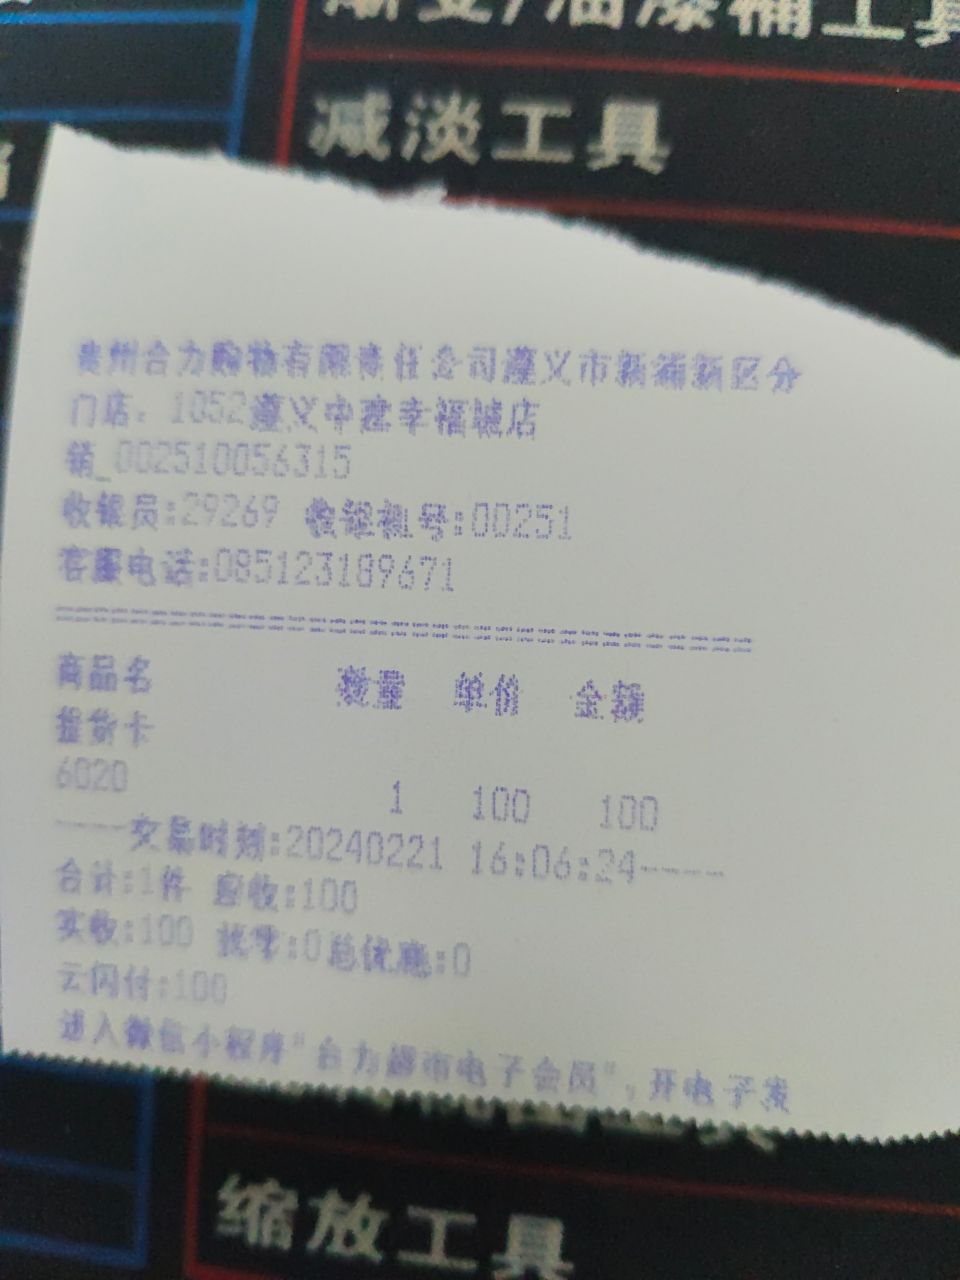 渐变/油漆桶工具
减淡工具
贵州合力购物有限责任公司遵义市新蒲新区分
门店: 1052遵义中建幸福城店
销_002510056315
收银员:29269 收银机号:00251
客服电话:085123189671
商品名 数量 单价 金额
提货卡
6020
1 100 100
----交易时刻:20240221 16:06:24----
合计:1件 应收:100
实收:100 找零:0总优惠:0
云闪付:100
进入微信小程序"合力超市电子会员",开电子发
缩放工具